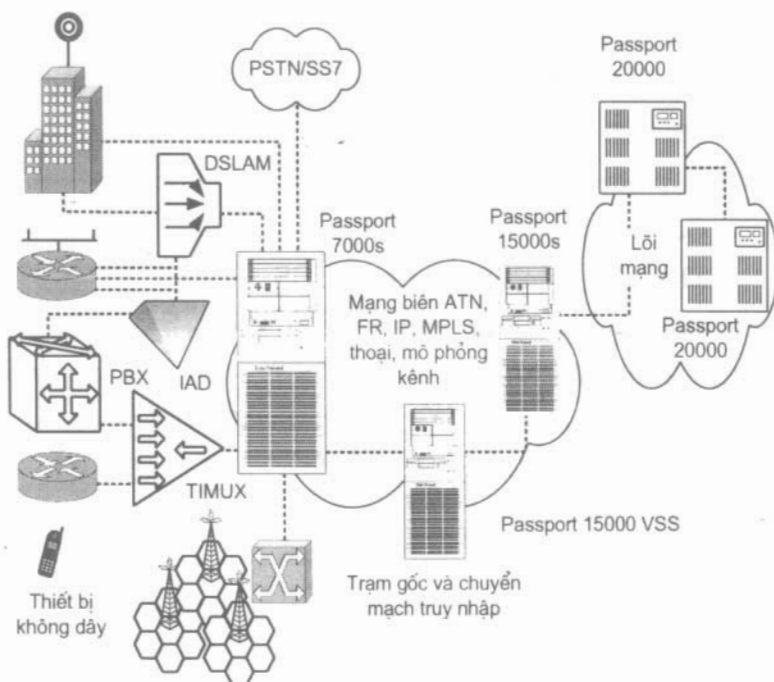 Passport
20000
PSTN/SS7
DSLAM
Passport
7000s
Passport
15000s
Lõi
mạng
Mạng biên ATN,
FR, IP, MPLS,
thoại, mô phỏng
kênh
Passport
20000
PBX
IAD
TIMUX
Passport 15000 VSS
Trạm gốc và chuyển
mạch truy nhập
Thiết bị
không dây